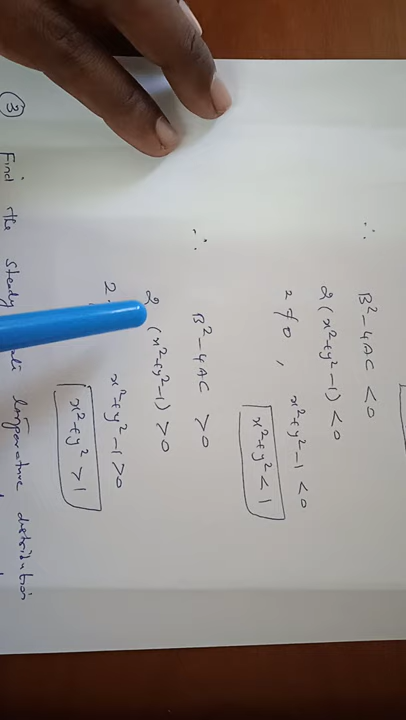 ∴ B² - 4AC < 0
2(x²+y²-1) < 0
2 ≠ 0 , x²+y²-1 < 0
x²+y² < 1
∴ B² - 4AC > 0
2 (x²+y²-1) > 0
2 x²+y²-1 > 0
x²+y² > 1
③ Find the Steady temperature distribution